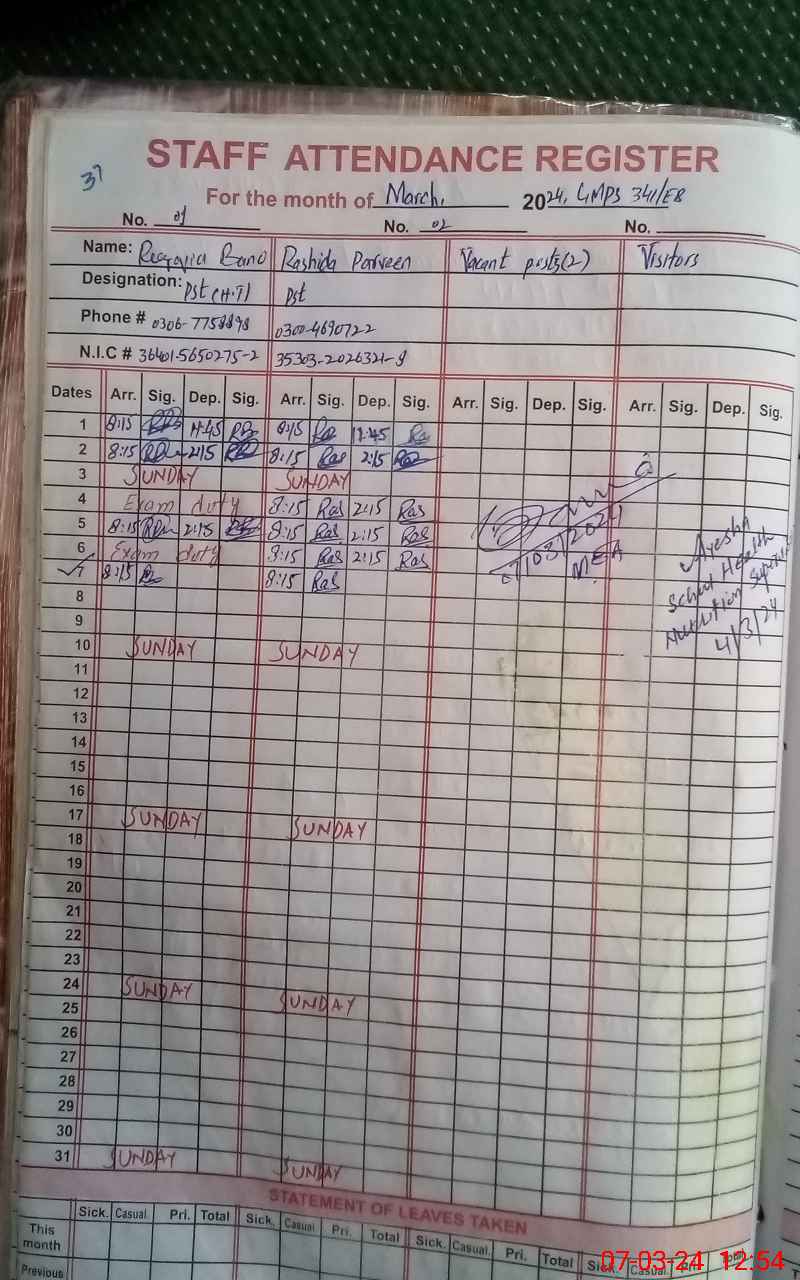 STAFF ATTENDANCE REGISTER
37
For the month of March, 2024, GMPS 341/EB
No. 01 No. 02 No.
Name: Bano Rashida Parveen Vacant posts(2) Visitors
Designation: Pst (H.T) Pst
Phone # 0306-7758898 0300-4690722
N.I.C # 36401-5650275-2 35303-2026321-8
Dates Arr. Sig. Dep. Sig. Arr. Sig. Dep. Sig. Arr. Sig. Dep. Sig. Arr. Sig. Dep. Sig.
1 8:15 8:15 Ras 12:45 Ras
2 8:15 2:15 8:15 Ras 2:15 Ras
3 SUNDAY SUNDAY
4 Exam duty 8:15 Ras 2:15 Ras
5 8:15 2:15 8:15 Ras 2:15 Ras
6 Exam duty 8:15 Ras 2:15 Ras
7 8:15 8:15 Ras
07/03/2024
MEA
Ayesha
School Health
Nutrition
4/3/24
8
9
10 SUNDAY SUNDAY
11
12
13
14
15
16
17 SUNDAY SUNDAY
18
19
20
21
22
23
24 SUNDAY SUNDAY
25
26
27
28
29
30
31 SUNDAY SUNDAY
STATEMENT OF LEAVES TAKEN
Sick. Casual. Pri. Total Sick. Casual. Pri. Total Sick. Casual. Pri. Total Sick. Casual. Pri.
This month
Previous
07-03-24 12:54